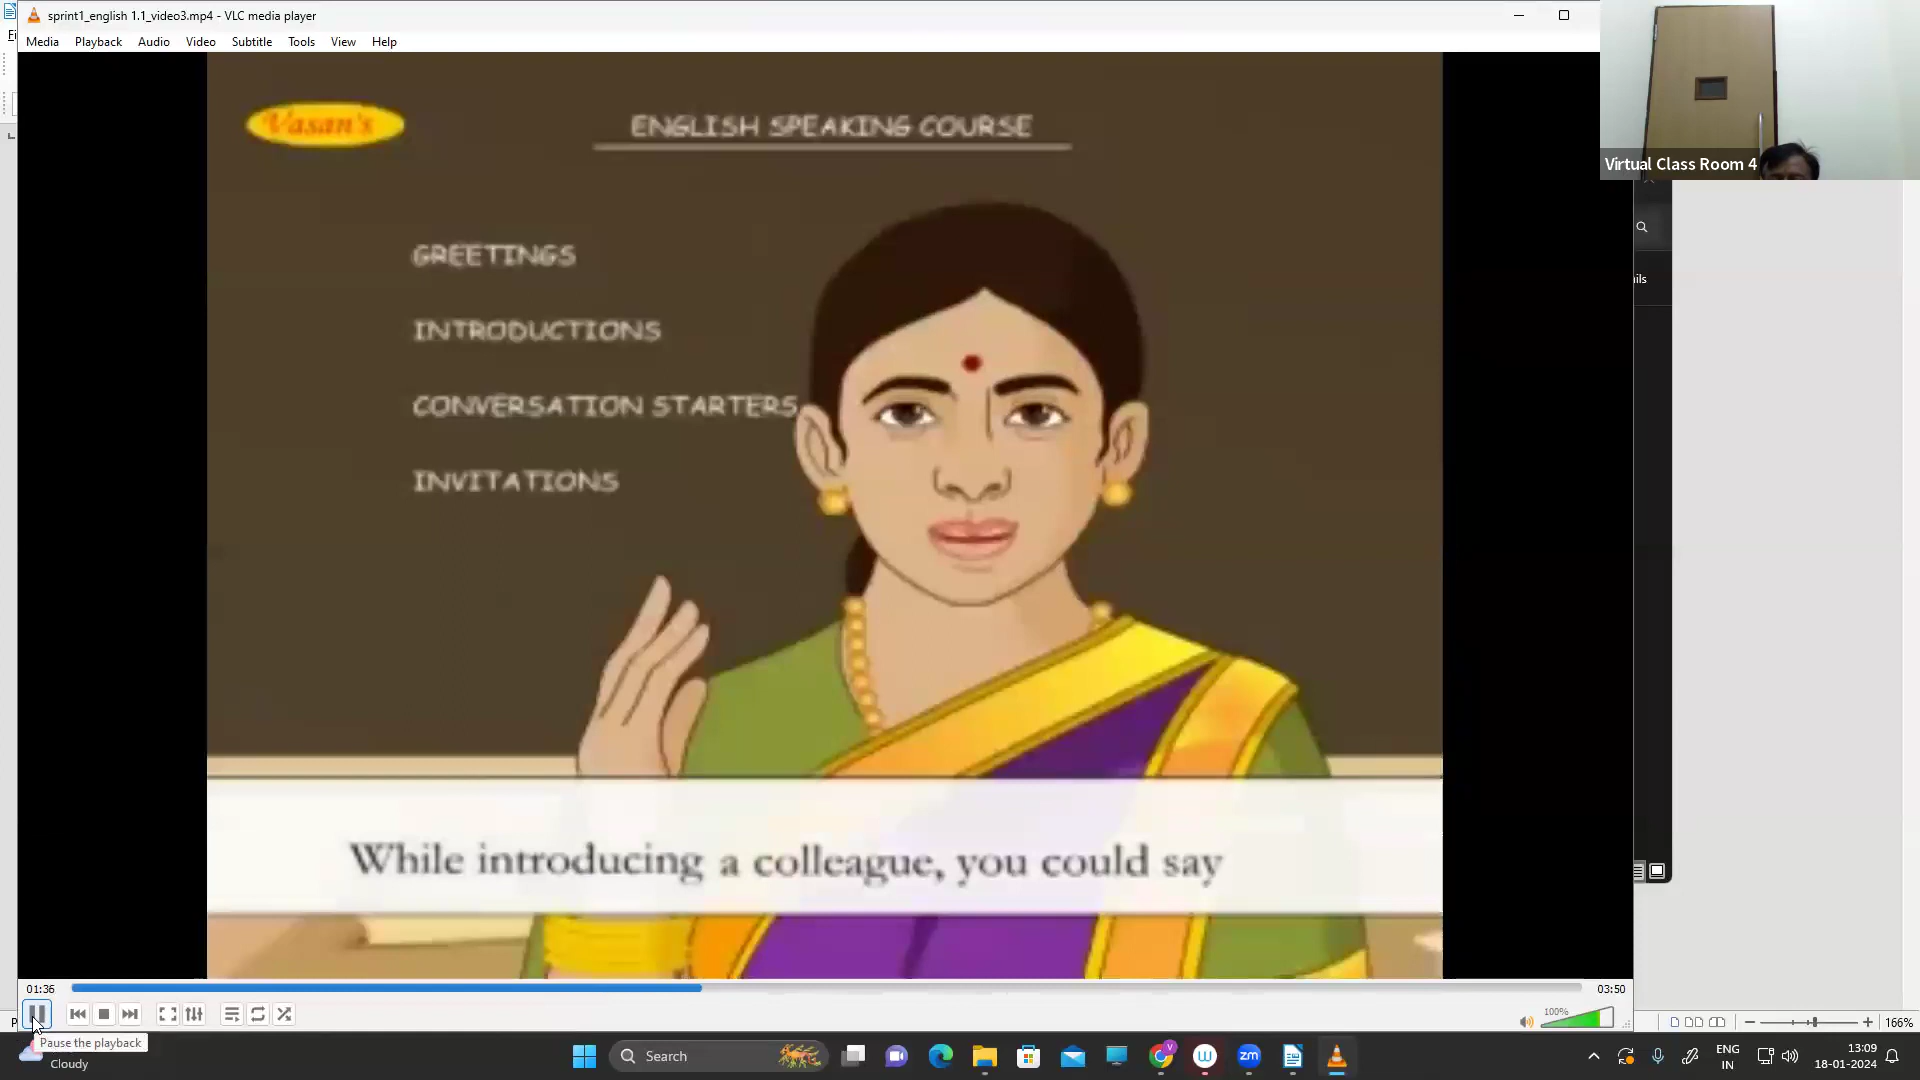 sprint1_english 1.1_video3.mp4 - VLC media player
Media Playback Audio Video Subtitle Tools View Help
Vasan's
ENGLISH SPEAKING COURSE
Virtual Class Room 4
GREETINGS
INTRODUCTIONS
CONVERSATION STARTERS
INVITATIONS
ils
While introducing a colleague, you could say
01:36
03:50
100%
166%
Pause the playback
Cloudy
Search
zm
ENG
IN
13:09
18-01-2024